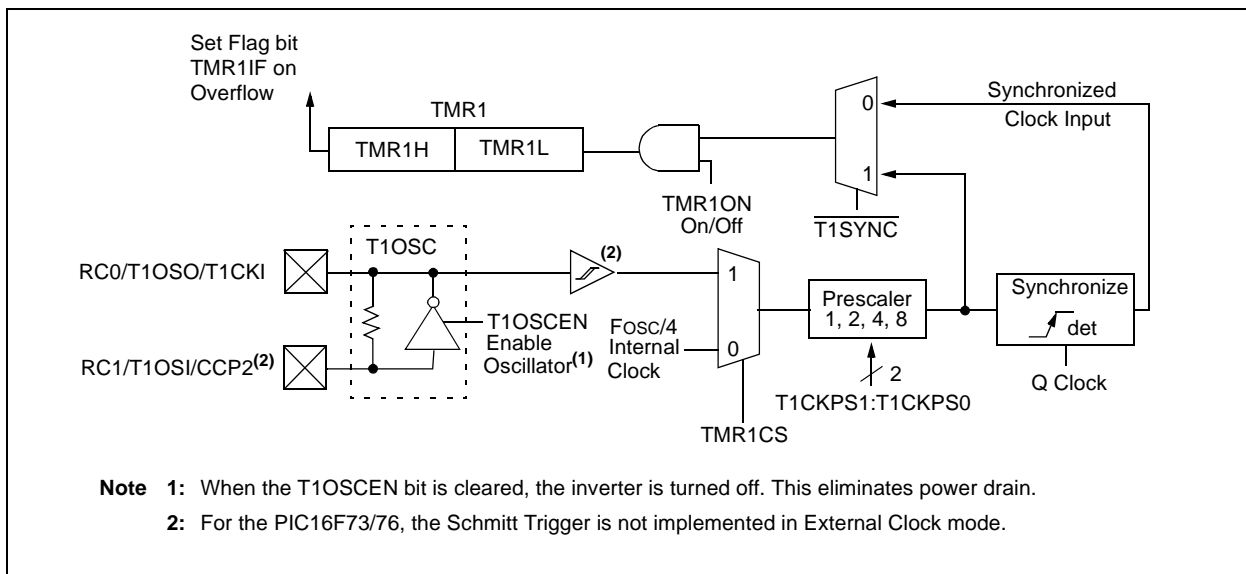 Set Flag bit
TMR1IF on
Overflow
TMR1
TMR1H
TMR1L
TMR1ON
On/Off
0
1
T1SYNC
Synchronized
Clock Input
T1OSC
RC0/T1OSO/T1CKI
RC1/T1OSI/CCP2(2)
T1OSCEN
Enable
Oscillator(1)
(2)
FOSC/4
Internal
Clock
1
0
TMR1CS
Prescaler
1, 2, 4, 8
2
T1CKPS1:T1CKPS0
Synchronize
det
Q Clock
Note 1: When the T1OSCEN bit is cleared, the inverter is turned off. This eliminates power drain.
2: For the PIC16F73/76, the Schmitt Trigger is not implemented in External Clock mode.